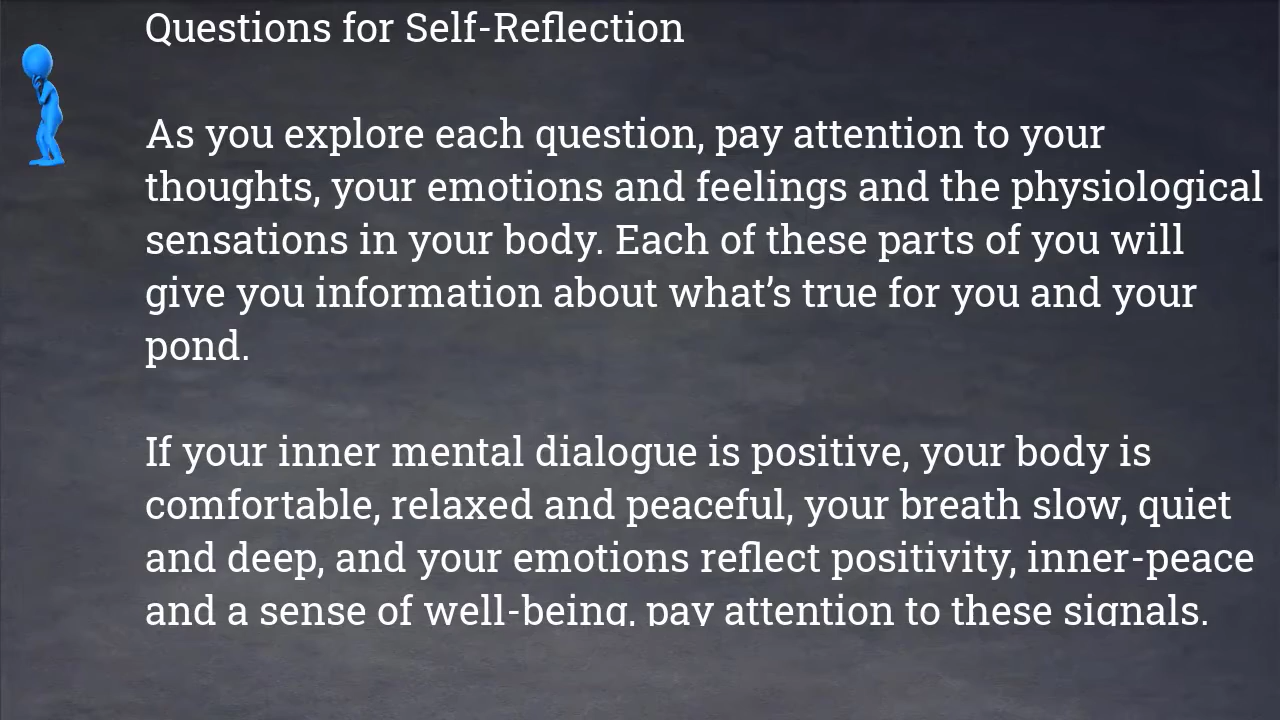 Questions for Self-Reflection
As you explore each question, pay attention to your
thoughts, your emotions and feelings and the physiological
sensations in your body. Each of these parts of you will
give you information about what’s true for you and your
pond.
If your inner mental dialogue is positive, your body is
comfortable, relaxed and peaceful, your breath slow, quiet
and deep, and your emotions reflect positivity, inner-peace
and a sense of well-being, pay attention to these signals.